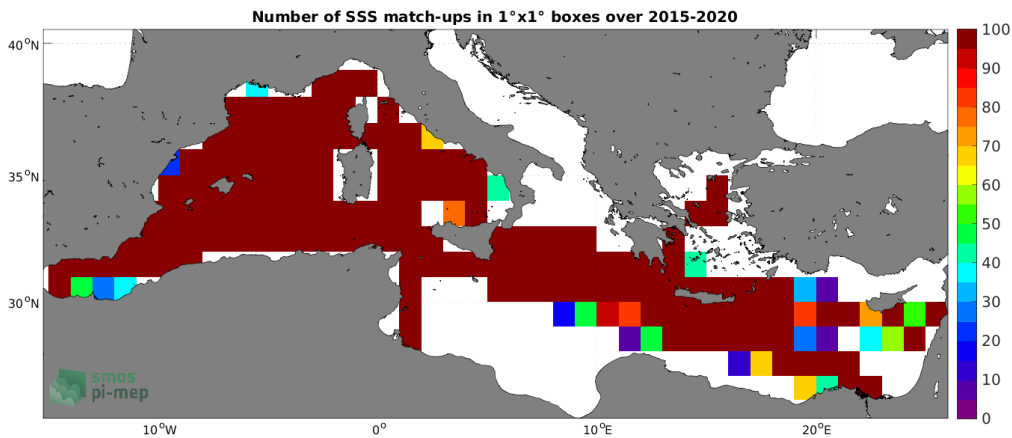 Number of SSS match-ups in 1°x1° boxes over 2015-2020
40°N
35°N
30°N
10°W
0°
10°E
20°E
100
90
80
70
60
50
40
30
20
10
0
smos
pi-mep